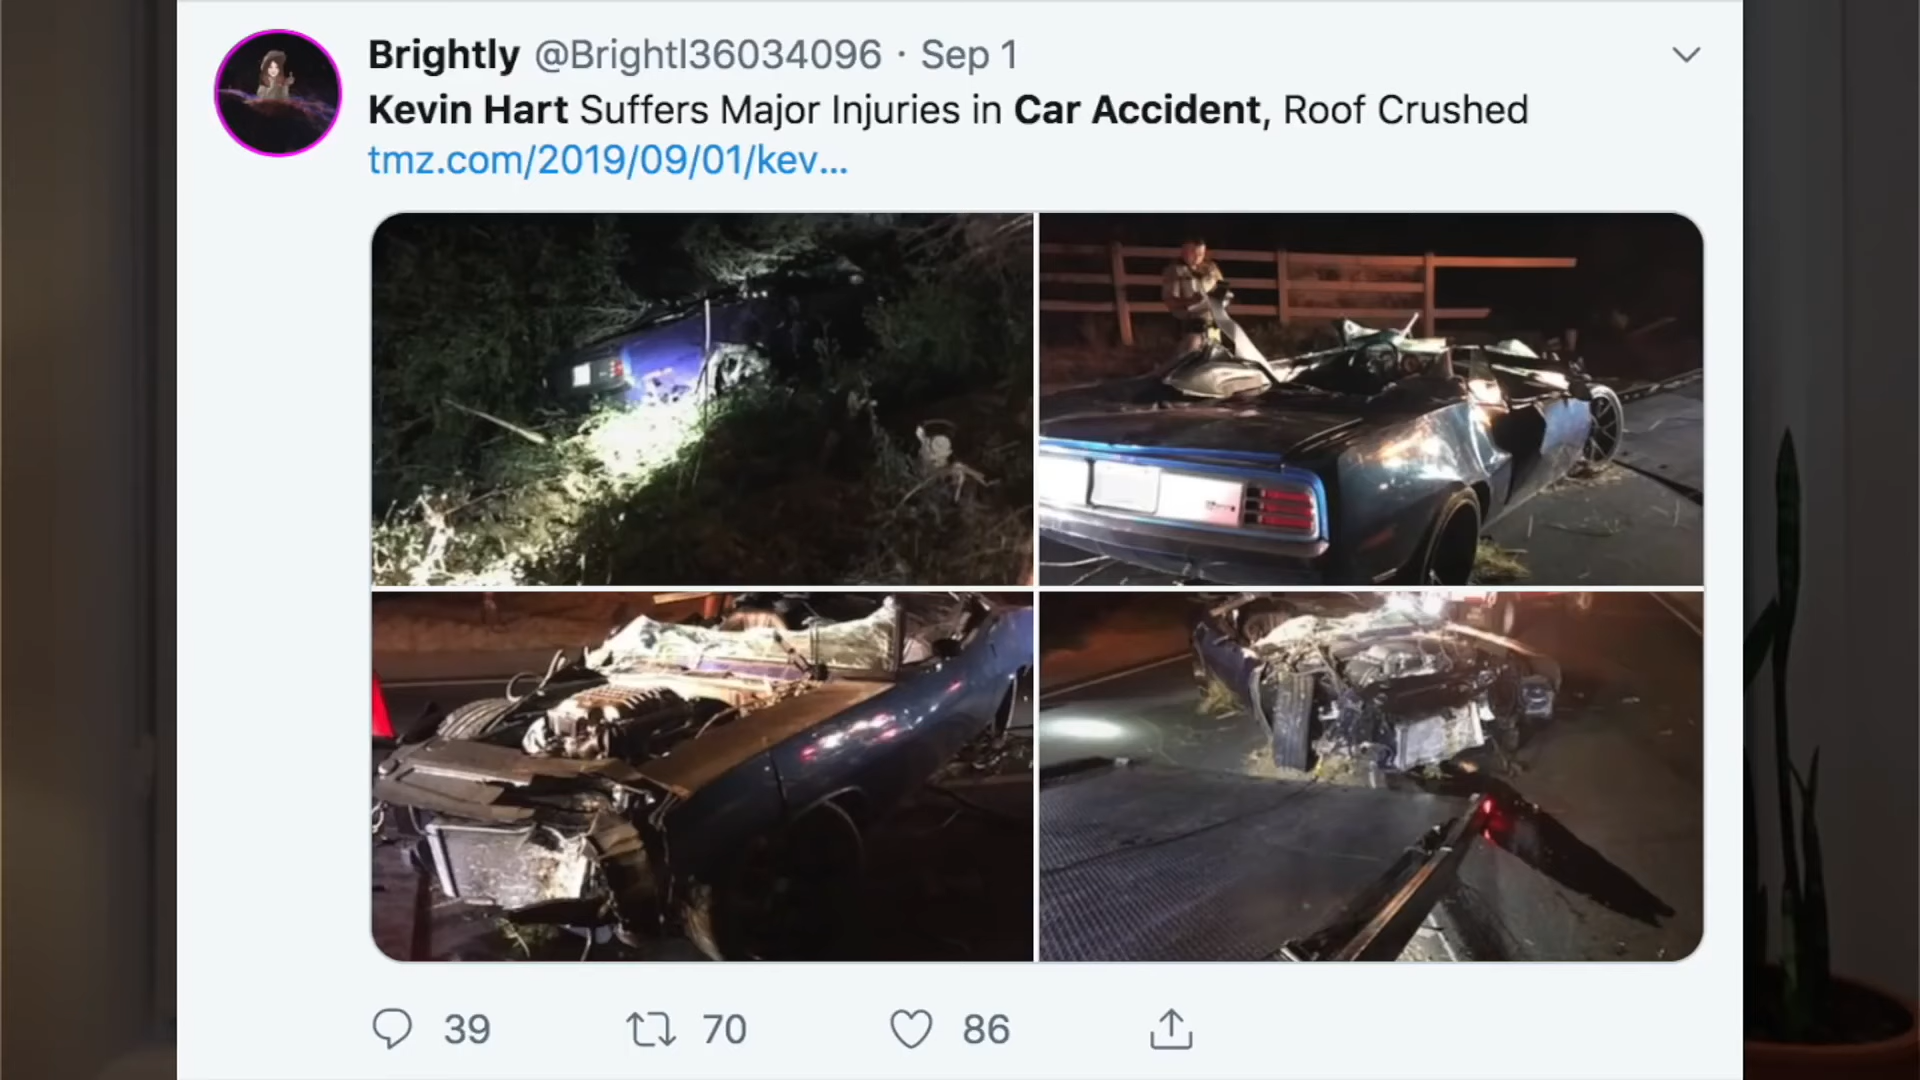 Brightly @Brightl36034096 · Sep 1
Kevin Hart Suffers Major Injuries in Car Accident, Roof Crushed
tmz.com/2019/09/01/kev...
39 70 86